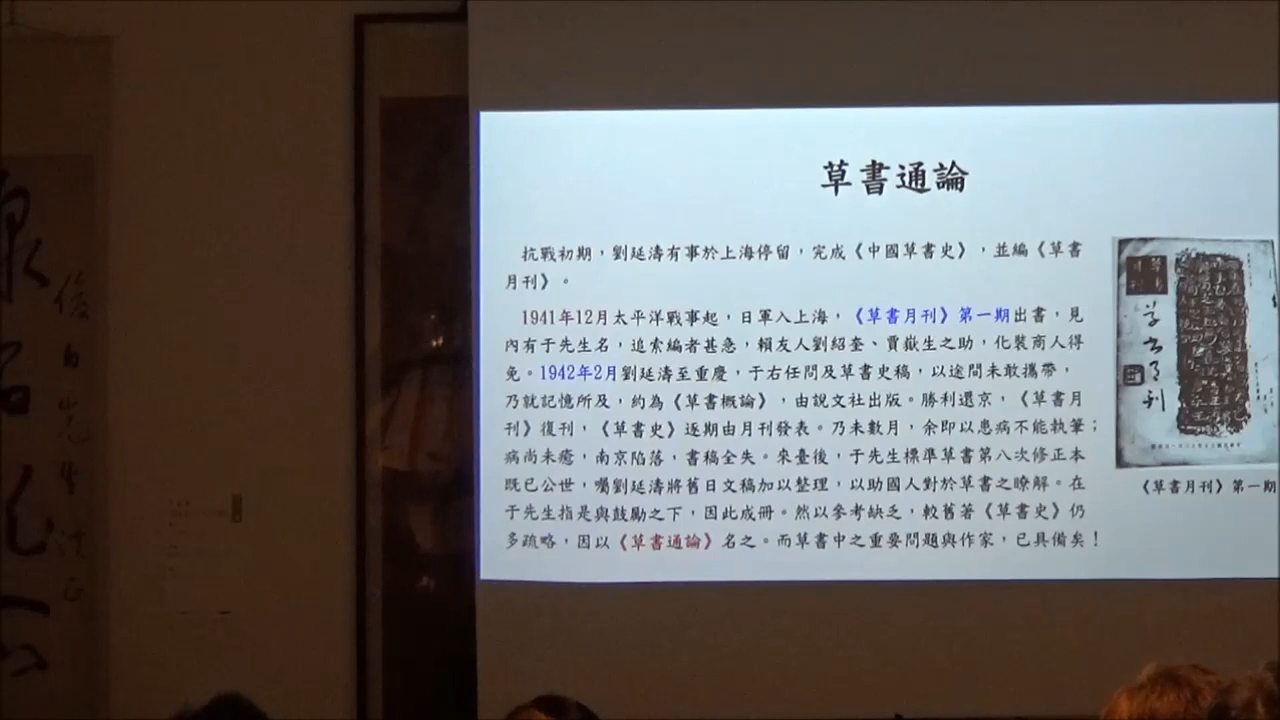 草書通論
抗戰初期，劉延濤有事於上海停留，完成《中國草書史》，並編《草書
月刊》。
1941年12月太平洋戰事起，日軍入上海，《草書月刊》第一期出書，見
內有于先生名，追索編者甚急，賴友人劉紹奎、賈嶽生之助，化裝商人得
免。1942年2月劉延濤至重慶，于右任問及草書史稿，以途間未敢攜帶，
乃就記憶所及，約為《草書概論》，由說文社出版。勝利還京，《草書月
刊》復刊，《草書史》逐期由月刊發表。乃未數月，余即以患病不能執筆；
病尚未癒，南京陷落，書稿全失。來臺後，于先生標準草書第八次修正本
既已公世，囑劉延濤將舊日文稿加以整理，以助國人對於草書之瞭解。在
于先生指是與鼓勵之下，因此成冊。然以參考缺乏，較舊著《草書史》仍
多疏略，因以《草書通論》名之。而草書中之重要問題與作家，已具備矣！
草書月刊
《草書月刊》第一期